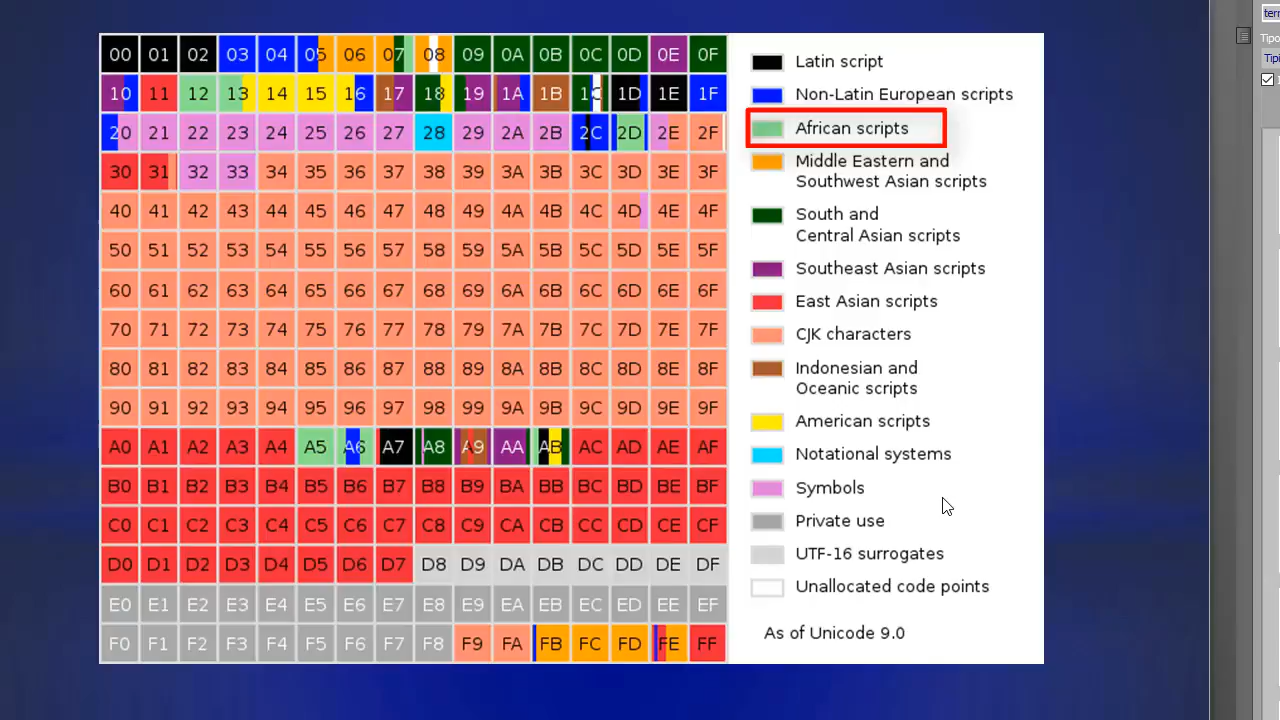 00 01 02 03 04 05 06 07 08 09 0A 0B 0C 0D 0E 0F
10 11 12 13 14 15 16 17 18 19 1A 1B 1C 1D 1E 1F
20 21 22 23 24 25 26 27 28 29 2A 2B 2C 2D 2E 2F
30 31 32 33 34 35 36 37 38 39 3A 3B 3C 3D 3E 3F
40 41 42 43 44 45 46 47 48 49 4A 4B 4C 4D 4E 4F
50 51 52 53 54 55 56 57 58 59 5A 5B 5C 5D 5E 5F
60 61 62 63 64 65 66 67 68 69 6A 6B 6C 6D 6E 6F
70 71 72 73 74 75 76 77 78 79 7A 7B 7C 7D 7E 7F
80 81 82 83 84 85 86 87 88 89 8A 8B 8C 8D 8E 8F
90 91 92 93 94 95 96 97 98 99 9A 9B 9C 9D 9E 9F
A0 A1 A2 A3 A4 A5 A6 A7 A8 A9 AA AB AC AD AE AF
B0 B1 B2 B3 B4 B5 B6 B7 B8 B9 BA BB BC BD BE BF
C0 C1 C2 C3 C4 C5 C6 C7 C8 C9 CA CB CC CD CE CF
D0 D1 D2 D3 D4 D5 D6 D7 D8 D9 DA DB DC DD DE DF
E0 E1 E2 E3 E4 E5 E6 E7 E8 E9 EA EB EC ED EE EF
F0 F1 F2 F3 F4 F5 F6 F7 F8 F9 FA FB FC FD FE FF
Latin script
Non-Latin European scripts
African scripts
Middle Eastern and
Southwest Asian scripts
South and
Central Asian scripts
Southeast Asian scripts
East Asian scripts
CJK characters
Indonesian and
Oceanic scripts
American scripts
Notational systems
Symbols
Private use
UTF-16 surrogates
Unallocated code points
As of Unicode 9.0